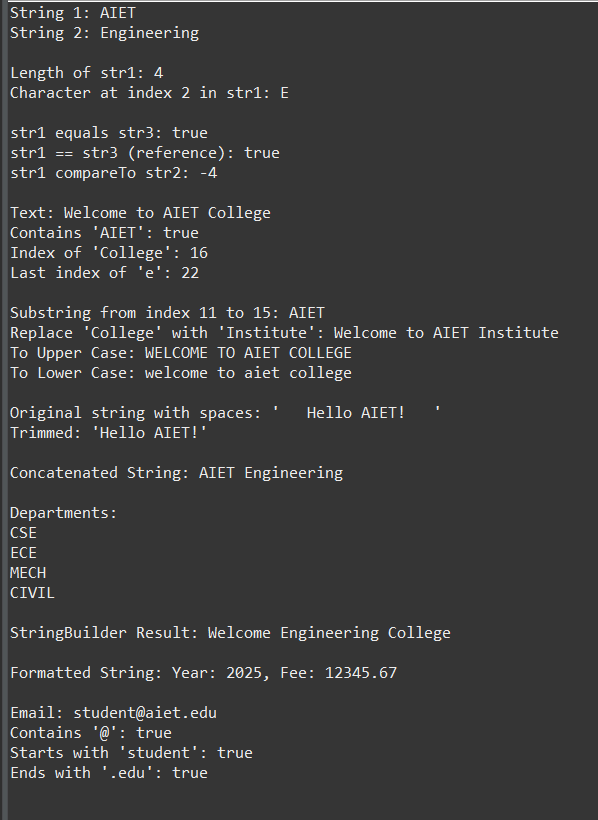 String 1: AIET
String 2: Engineering

Length of str1: 4
Character at index 2 in str1: E

str1 equals str3: true
str1 == str3 (reference): true
str1 compareTo str2: -4

Text: Welcome to AIET College
Contains 'AIET': true
Index of 'College': 16
Last index of 'e': 22

Substring from index 11 to 15: AIET
Replace 'College' with 'Institute': Welcome to AIET Institute
To Upper Case: WELCOME TO AIET COLLEGE
To Lower Case: welcome to aiet college

Original string with spaces: '   Hello AIET!   '
Trimmed: 'Hello AIET!'

Concatenated String: AIET Engineering

Departments:
CSE
ECE
MECH
CIVIL

StringBuilder Result: Welcome Engineering College

Formatted String: Year: 2025, Fee: 12345.67

Email: student@aiet.edu
Contains '@': true
Starts with 'student': true
Ends with '.edu': true